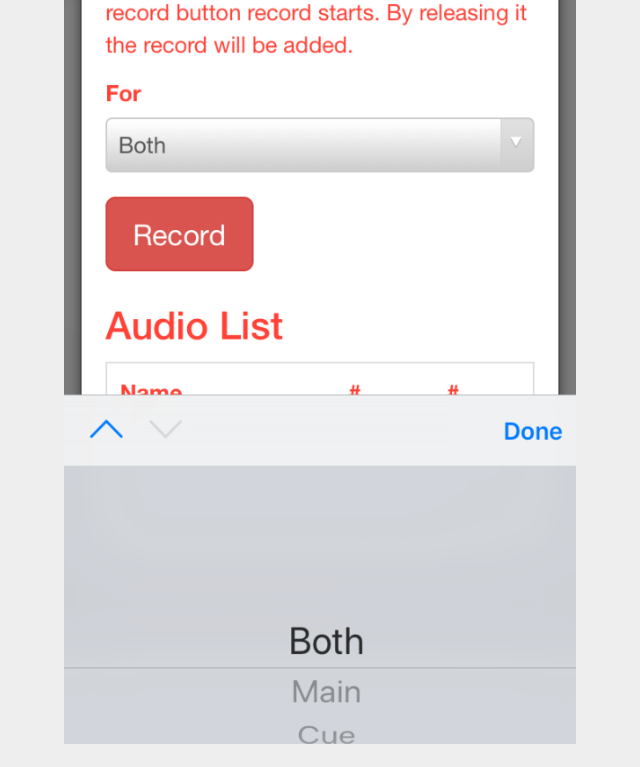 record button record starts. By releasing it
the record will be added.
For
Both
Record
Audio List
Name # #
Done
Both
Main
Cue